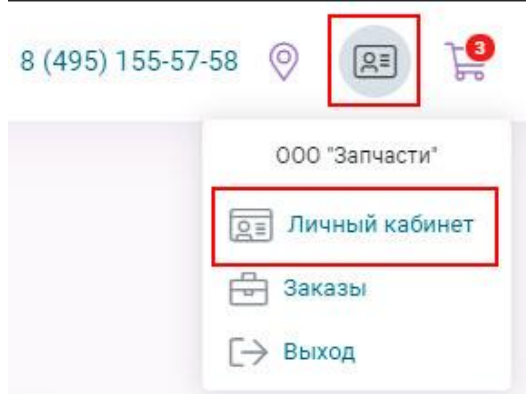 8 (495) 155-57-58
3
ООО "Запчасти"
Личный кабинет
Заказы
Выход